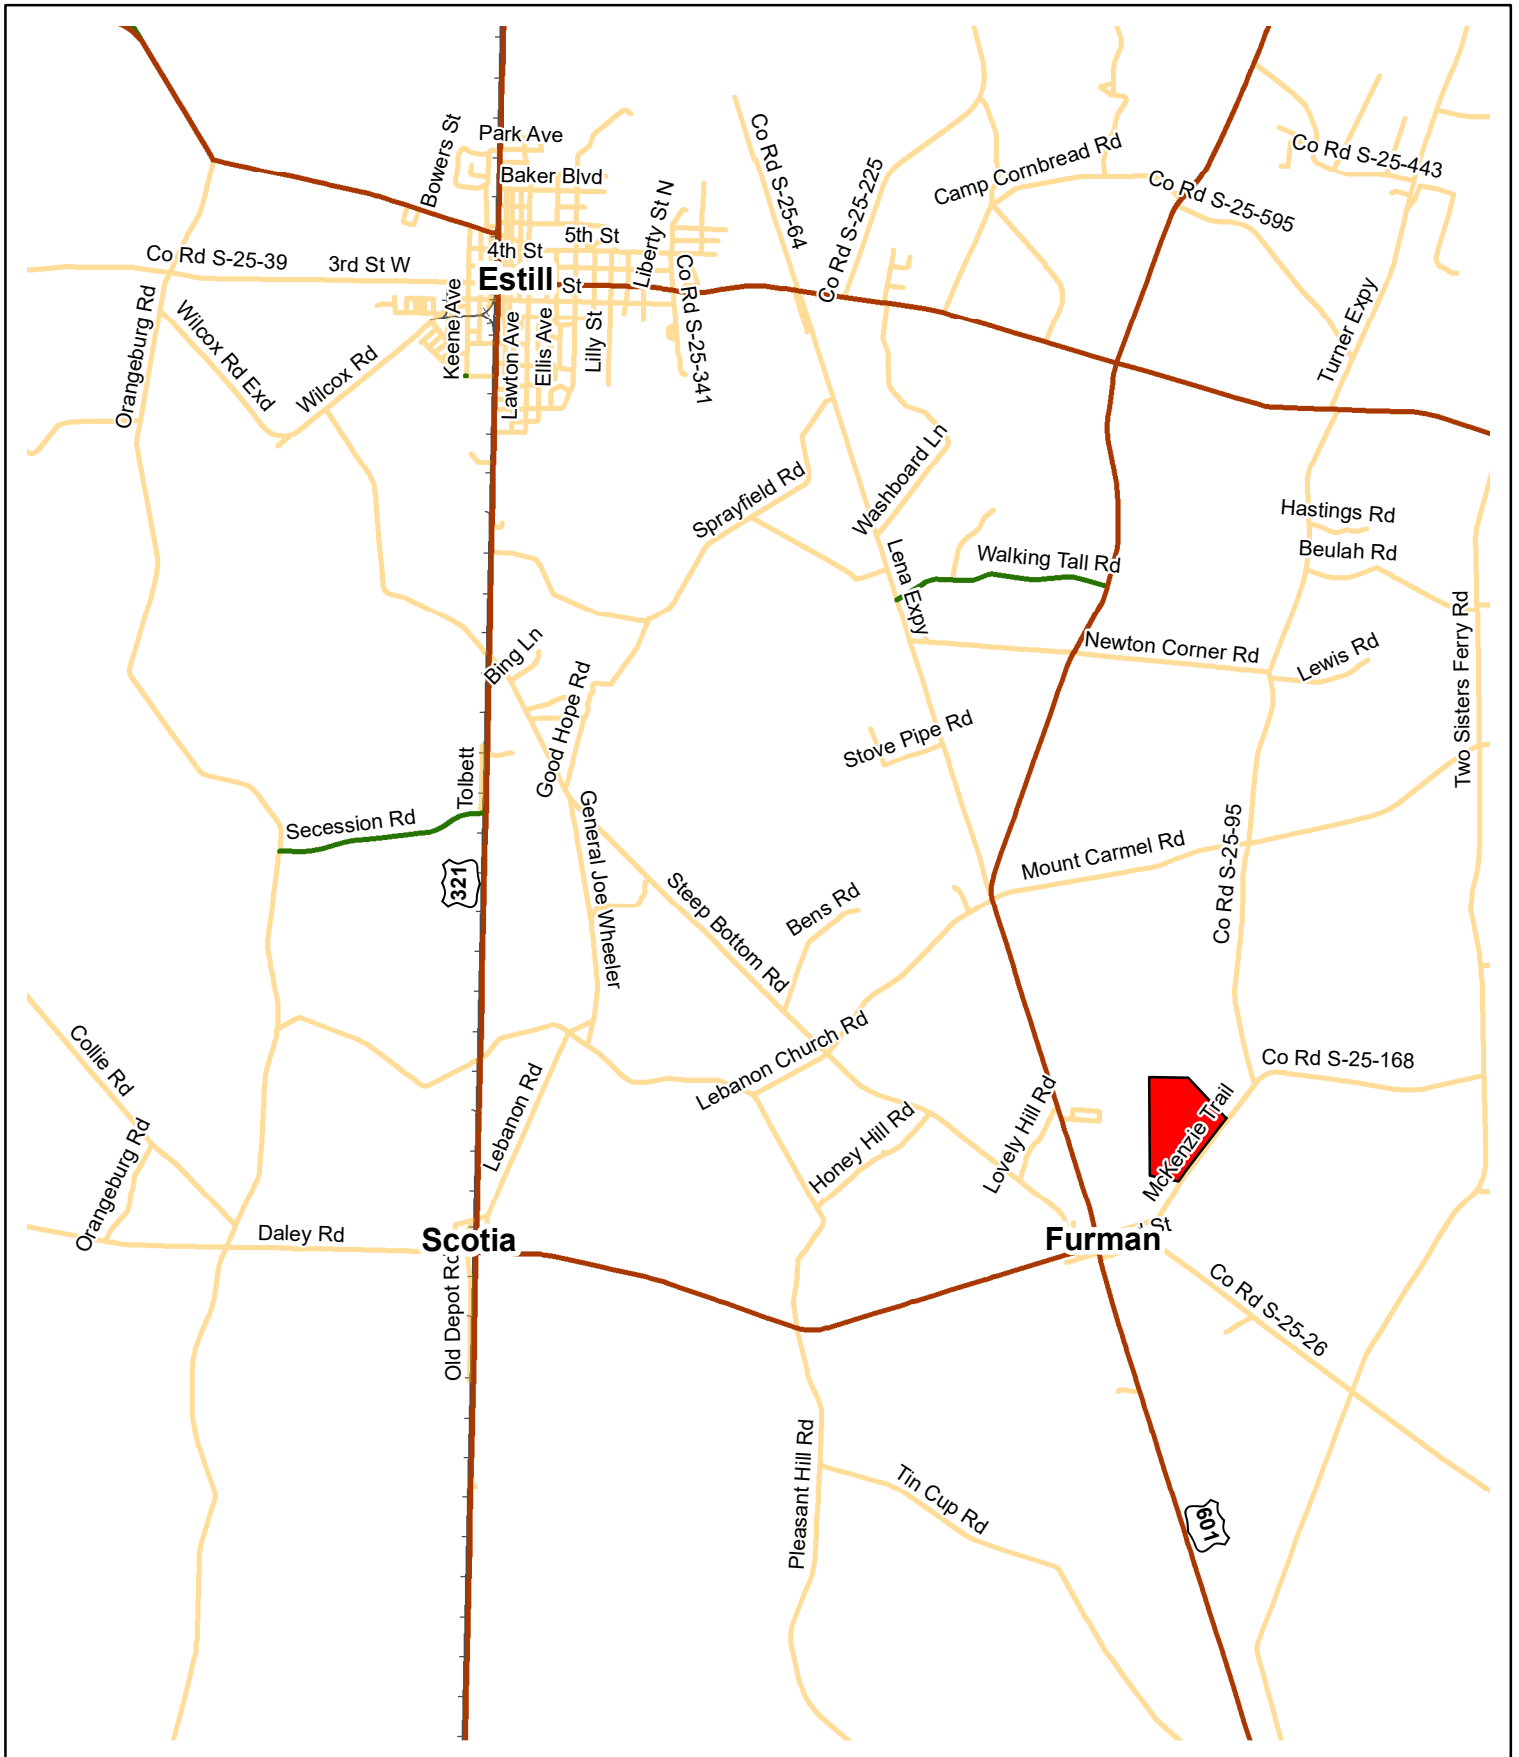 Park Ave
Bowers St
Baker Blvd
Co Rd S-25-64
Co Rd S-25-225
Camp Cornbread Rd
Co Rd S-25-443
Co Rd S-25-595
Liberty St N
5th St
4th St
Co Rd S-25-39
3rd St W
Estill
St
Co Rd S-25-341
Orangeburg Rd
Wilcox Rd Exd
Wilcox Rd
Keene Ave
Lawton Ave
Ellis Ave
Lilly St
Turner Expy
Washboard Ln
Sprayfield Rd
Hastings Rd
Beulah Rd
Lena Expy
Walking Tall Rd
Newton Corner Rd
Lewis Rd
Two Sisters Ferry Rd
Bing Ln
Good Hope Rd
Stove Pipe Rd
Tolbett
Secession Rd
321
General Joe Wheeler
Steep Bottom Rd
Bens Rd
Mount Carmel Rd
Co Rd S-25-95
Collie Rd
Lebanon Church Rd
Co Rd S-25-168
Lebanon Rd
Orangeburg Rd
Honey Hill Rd
Lovely Hill Rd
McKenzie Trail
Daley Rd
Scotia
Furman
St
Old Depot Rd
Co Rd S-25-26
Pleasant Hill Rd
Tin Cup Rd
601